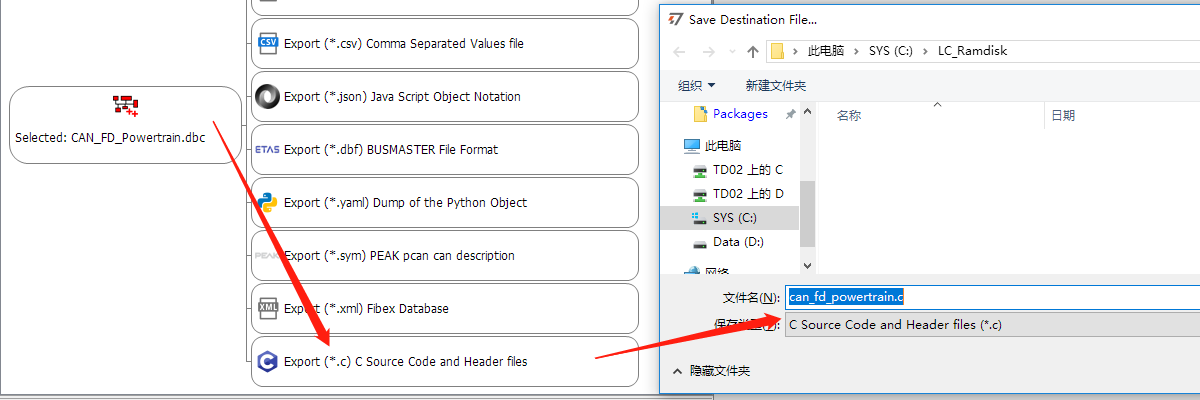 Selected: CAN_FD_Powertrain.dbc
CSV
Export (*.csv) Comma Separated Values file
Export (*.json) Java Script Object Notation
ETAS
Export (*.dbf) BUSMASTER File Format
Export (*.yaml) Dump of the Python Object
PEAK
Export (*.sym) PEAK pcan can description
XML
Export (*.xml) Fibex Database
C
Export (*.c) C Source Code and Header files
Save Destination File...
此电脑 > SYS (C:) > LC_Ramdisk
组织 新建文件夹
名称 日期
Packages
此电脑
TD02 上的 C
TD02 上的 D
SYS (C:)
Data (D:)
网络
文件名(N): can_fd_powertrain.c
保存类型(T): C Source Code and Header files (*.c)
隐藏文件夹